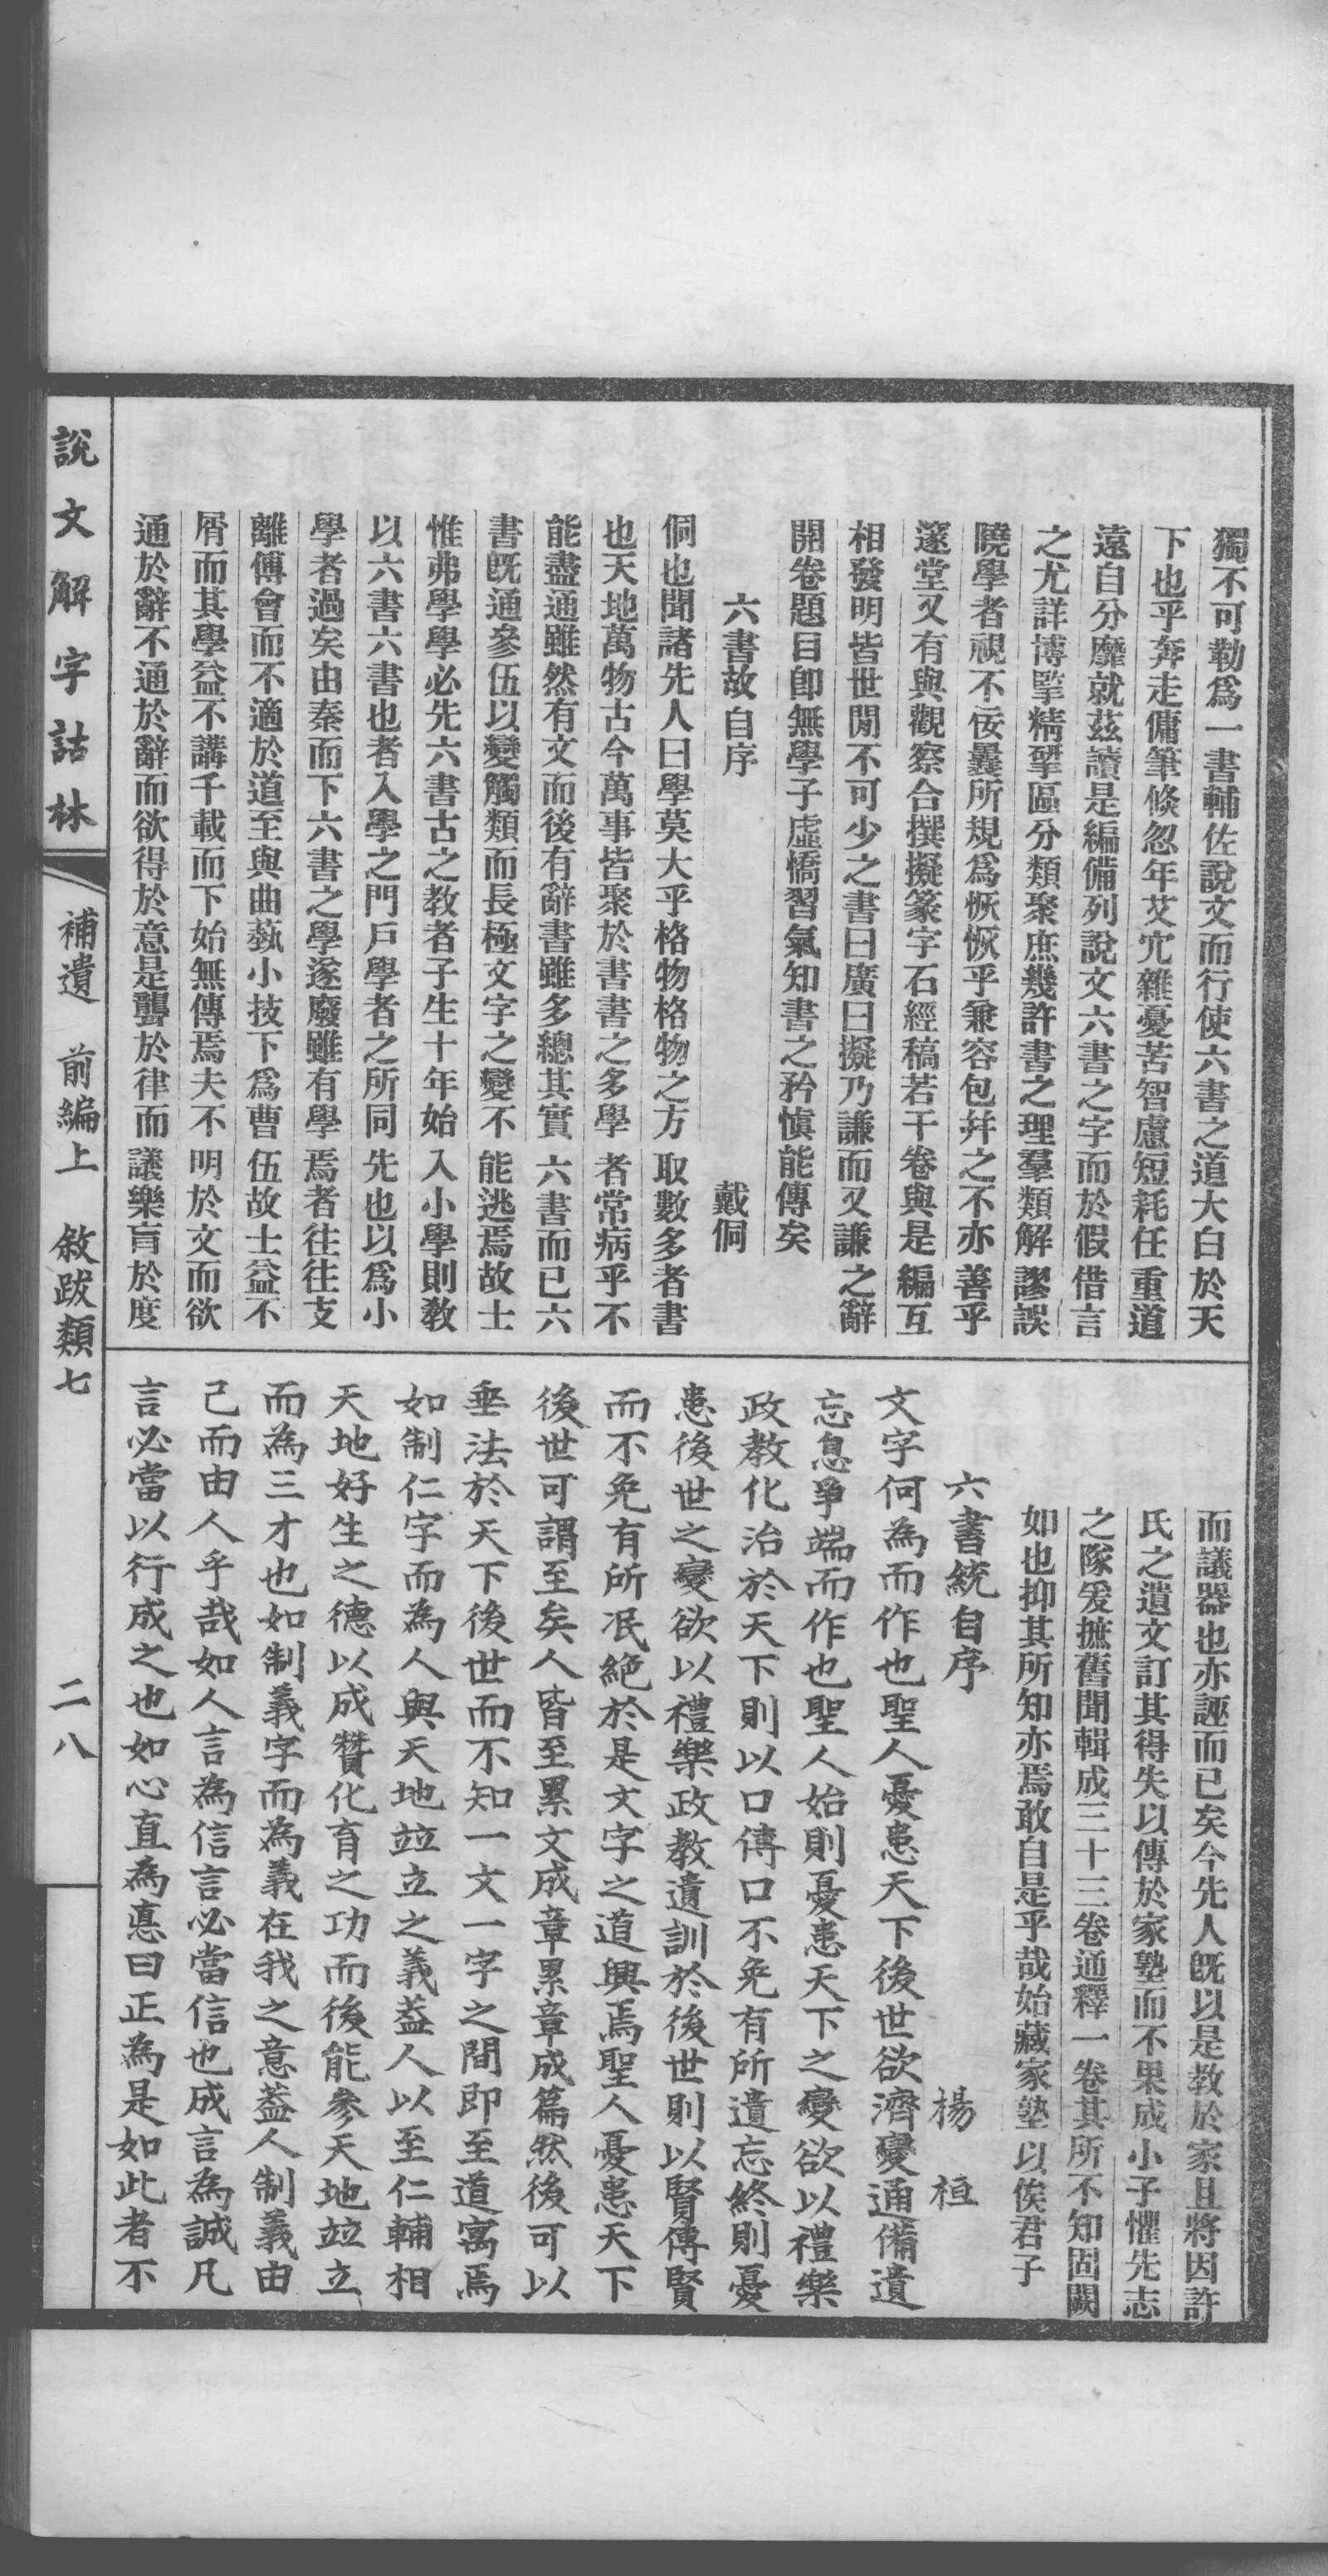 獨不可勒爲一書輔佐說文而行使六書之道大白於天
下也乎奔走傭筆倐忽年艾宂雜憂苦智慮短耗任重道
遠自分靡就茲讀是編備列說文六書之字而於假借言
之尤詳博擥精揅區分類聚庶幾許書之理羣類解謬誤
曉學者視不佞曩所規爲恢恢乎兼容包幷之不亦善乎
邃堂又有與觀察合撰擬篆字石經稿若干卷與是編互
相發明皆世閒不可少之書曰廣曰擬乃謙而又謙之辭
開卷題目卽無學子虛憍習氣知書之矜愼能傳矣
六書故自序
戴侗
侗也聞諸先人曰學莫大乎格物格物之方取數多者書
也天地萬物古今萬事皆聚於書書之多學者常病乎不
能盡通雖然有文而後有辭書雖多總其實六書而已六
書旣通參伍以變觸類而長極文字之變不能逃焉故士
惟弗學學必先六書古之教者子生十年始入小學則教
以六書六書也者入學之門戶學者之所同先也以爲小
學者過矣由秦而下六書之學遂廢雖有學焉者往往支
離傅會而不適於道至與曲埶小技下爲曹伍故士益不
屑而其學益不講千載而下始無傳焉夫不明於文而欲
通於辭不通於辭而欲得於意是聾於律而議樂盲於度
而議器也亦誣而已矣今先人旣以是教於家且將因許
氏之遺文訂其得失以傳於家塾而不果成小子懼先志
之隊爰摭舊聞輯成三十三卷通釋一卷其所不知固闕
如也抑其所知亦焉敢自是乎哉始藏家塾以俟君子
六書統自序
楊桓
文字何為而作也聖人憂患天下後世欲濟變通備遺
忘息爭端而作也聖人始則憂患天下之變欲以禮樂
政教化治於天下則以口傳口不免有所遺忘終則憂
患後世之變欲以禮樂政教遺訓於後世則以賢傳賢
而不免有所泯絕於是文字之道興焉聖人憂患天下
後世可謂至矣人皆至累文成章累章成篇然後可以
垂法於天下後世而不知一文一字之間即至道寓焉
如制仁字而為人與天地竝立之義葢人以至仁輔相
天地好生之德以成贊化育之功而後能參天地竝立
而為三才也如制義字而為義在我之意葢人制義由
己而由人乎哉如人言為信言必當信也成言為誠凡
言必當以行成之也如心直為悳曰正為是如此者不
說文解字詁林
補遺
前編上
敘跋類七
二八